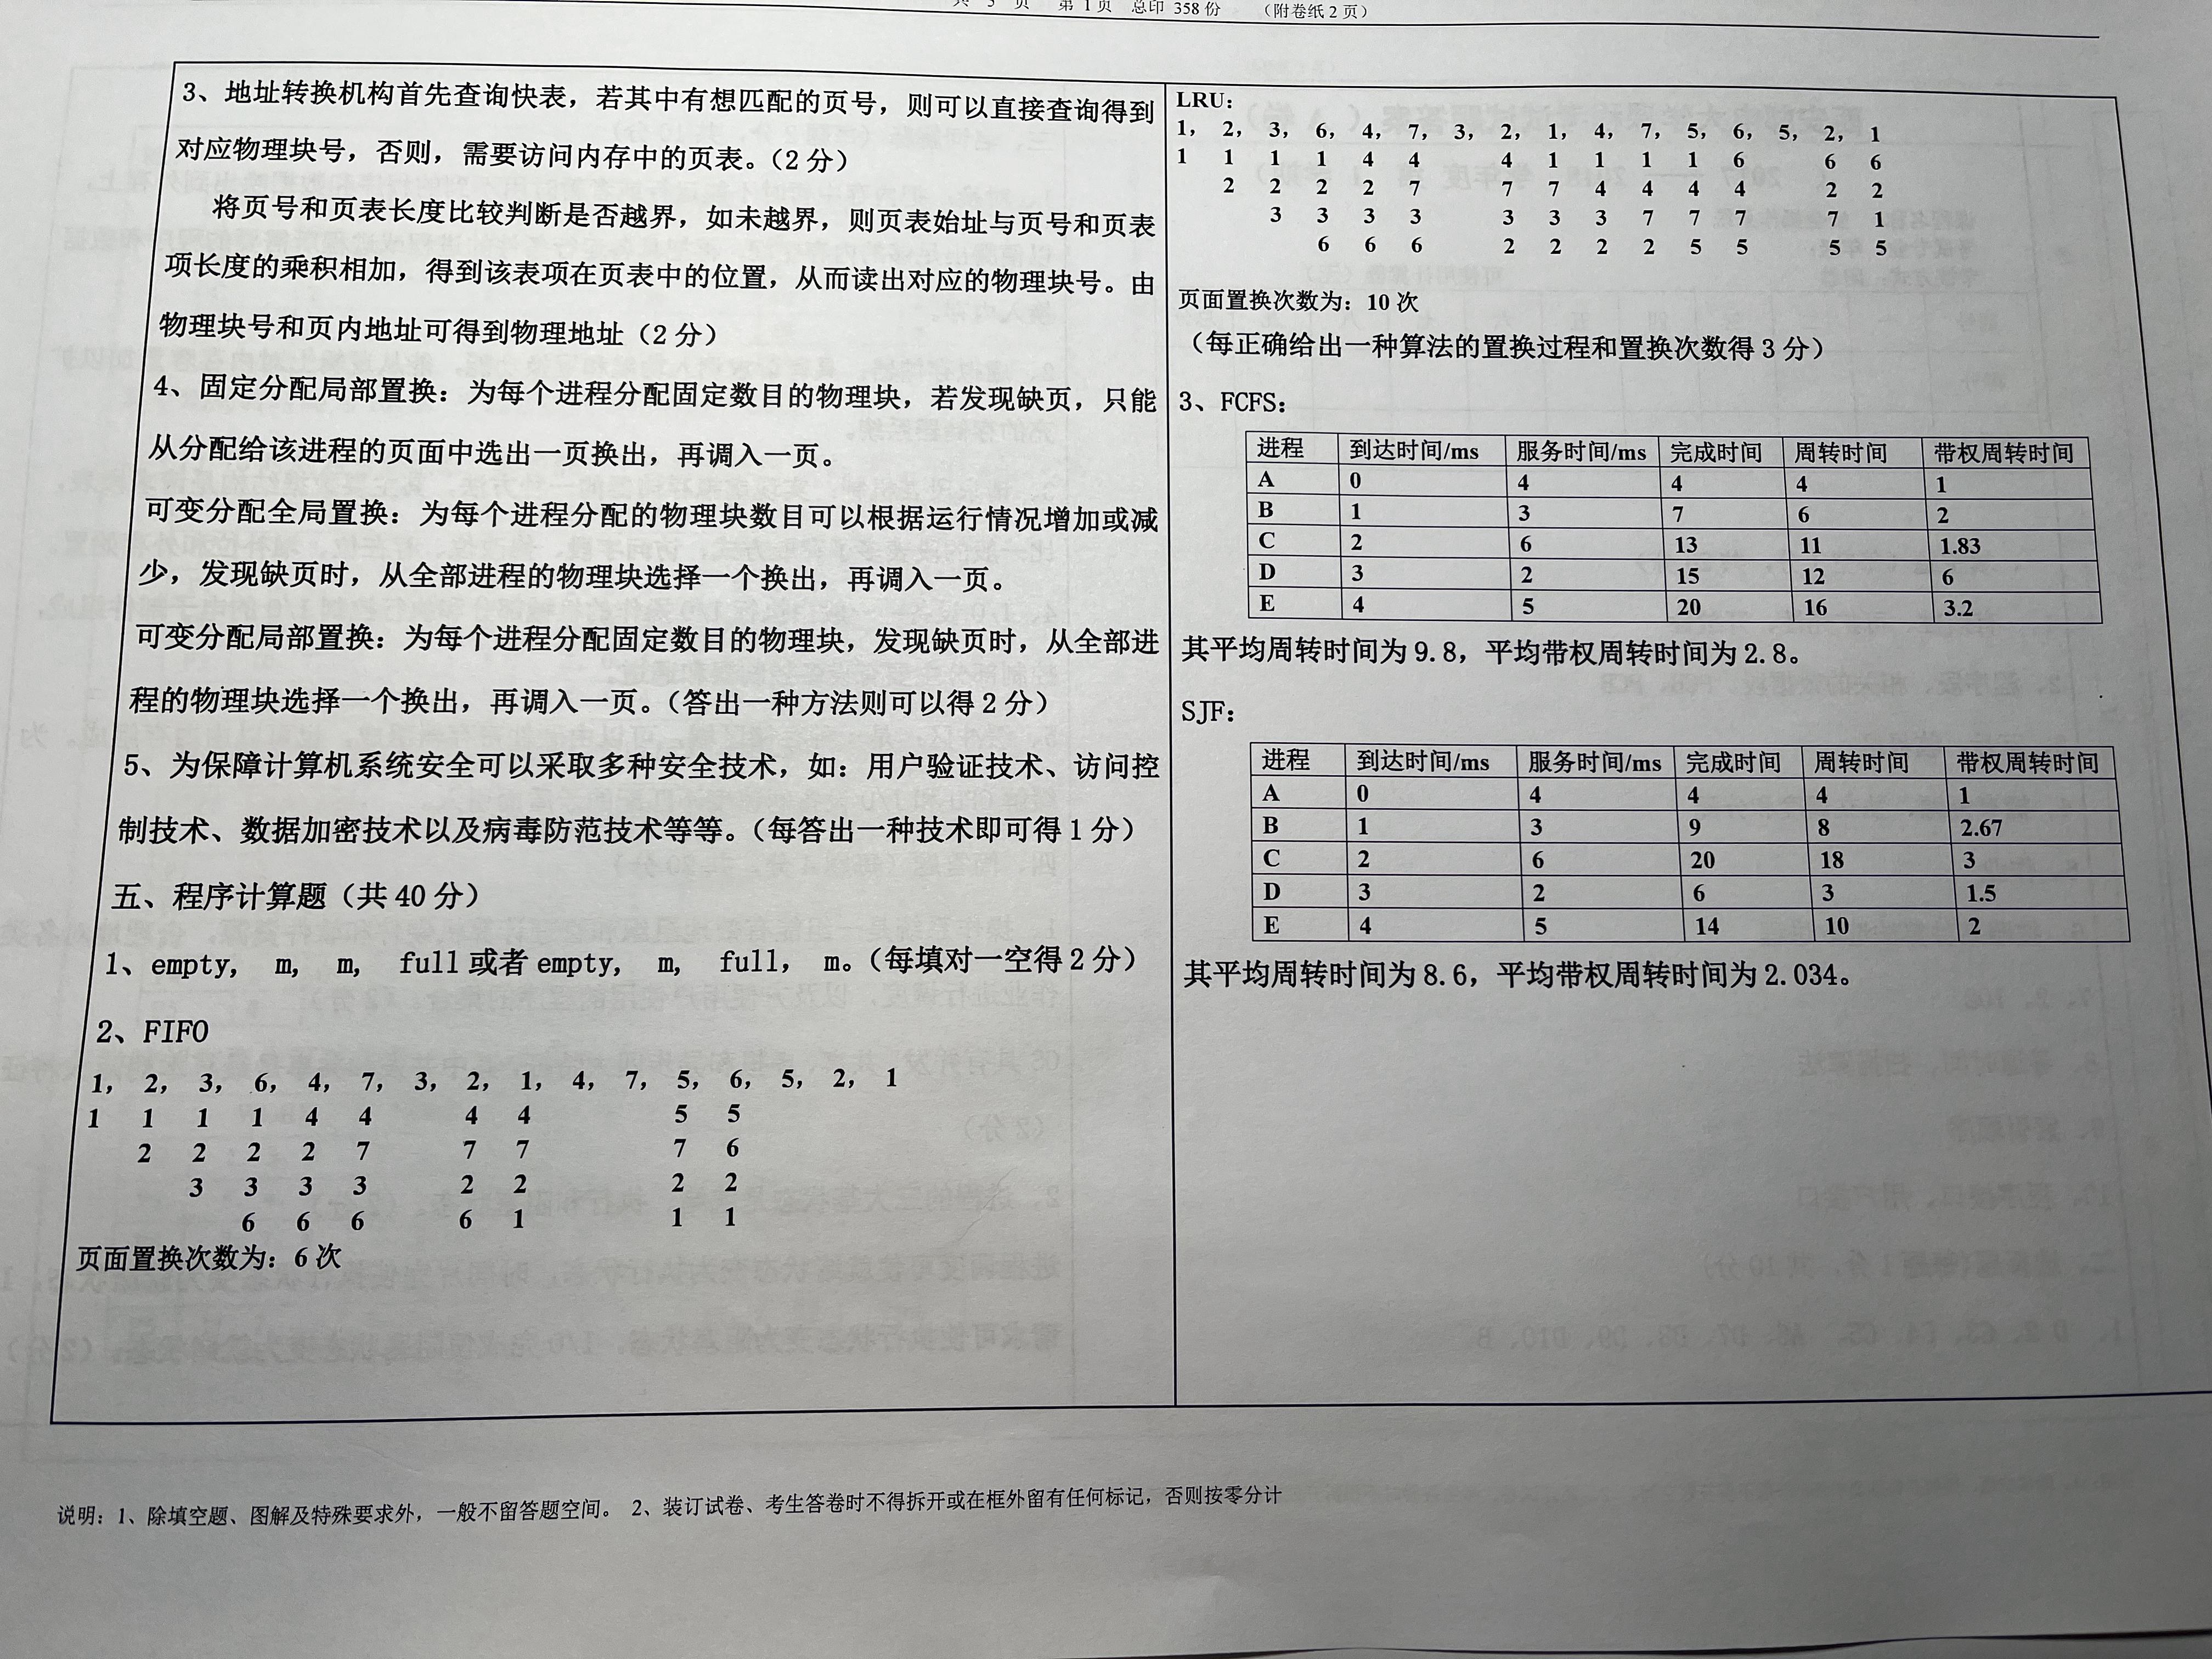 共 3 页 第 1 页 总印 358 份 （附卷纸 2 页）
3、地址转换机构首先查询快表，若其中有想匹配的页号，则可以直接查询得到
对应物理块号，否则，需要访问内存中的页表。（2 分）
将页号和页表长度比较判断是否越界，如未越界，则页表始址与页号和页表
项长度的乘积相加，得到该表项在页表中的位置，从而读出对应的物理块号。由
物理块号和页内地址可得到物理地址（2 分）
4、固定分配局部置换：为每个进程分配固定数目的物理块，若发现缺页，只能
从分配给该进程的页面中选出一页换出，再调入一页。
可变分配全局置换：为每个进程分配的物理块数目可以根据运行情况增加或减
少，发现缺页时，从全部进程的物理块选择一个换出，再调入一页。
可变分配局部置换：为每个进程分配固定数目的物理块，发现缺页时，从全部进
程的物理块选择一个换出，再调入一页。（答出一种方法则可以得 2 分）
5、为保障计算机系统安全可以采取多种安全技术，如：用户验证技术、访问控
制技术、数据加密技术以及病毒防范技术等等。（每答出一种技术即可得 1 分）
五、程序计算题（共 40 分）
1、empty, m, m, full 或者 empty, m, full, m。（每填对一空得 2 分）
2、FIFO
1, 2, 3, 6, 4, 7, 3, 2, 1, 4, 7, 5, 6, 5, 2, 1
1 1 1 1 4 4 4 4 5 5
2 2 2 2 7 7 7 7 6
3 3 3 3 2 2 2 2
6 6 6 6 1 1 1
页面置换次数为：6 次
LRU：
1, 2, 3, 6, 4, 7, 3, 2, 1, 4, 7, 5, 6, 5, 2, 1
1 1 1 1 4 4 4 1 1 1 1 6 6 6
2 2 2 2 7 7 7 4 4 4 4 2 2
3 3 3 3 3 3 3 7 7 7 7 1
6 6 6 2 2 2 2 5 5 5 5
页面置换次数为：10 次
（每正确给出一种算法的置换过程和置换次数得 3 分）
3、FCFS：
进程 到达时间/ms 服务时间/ms 完成时间 周转时间 带权周转时间
A 0 4 4 4 1
B 1 3 7 6 2
C 2 6 13 11 1.83
D 3 2 15 12 6
E 4 5 20 16 3.2
其平均周转时间为 9.8，平均带权周转时间为 2.8。
SJF：
进程 到达时间/ms 服务时间/ms 完成时间 周转时间 带权周转时间
A 0 4 4 4 1
B 1 3 9 8 2.67
C 2 6 20 18 3
D 3 2 6 3 1.5
E 4 5 14 10 2
其平均周转时间为 8.6，平均带权周转时间为 2.034。
说明：1、除填空题、图解及特殊要求外，一般不留答题空间。 2、装订试卷、考生答卷时不得拆开或在框外留有任何标记，否则按零分计